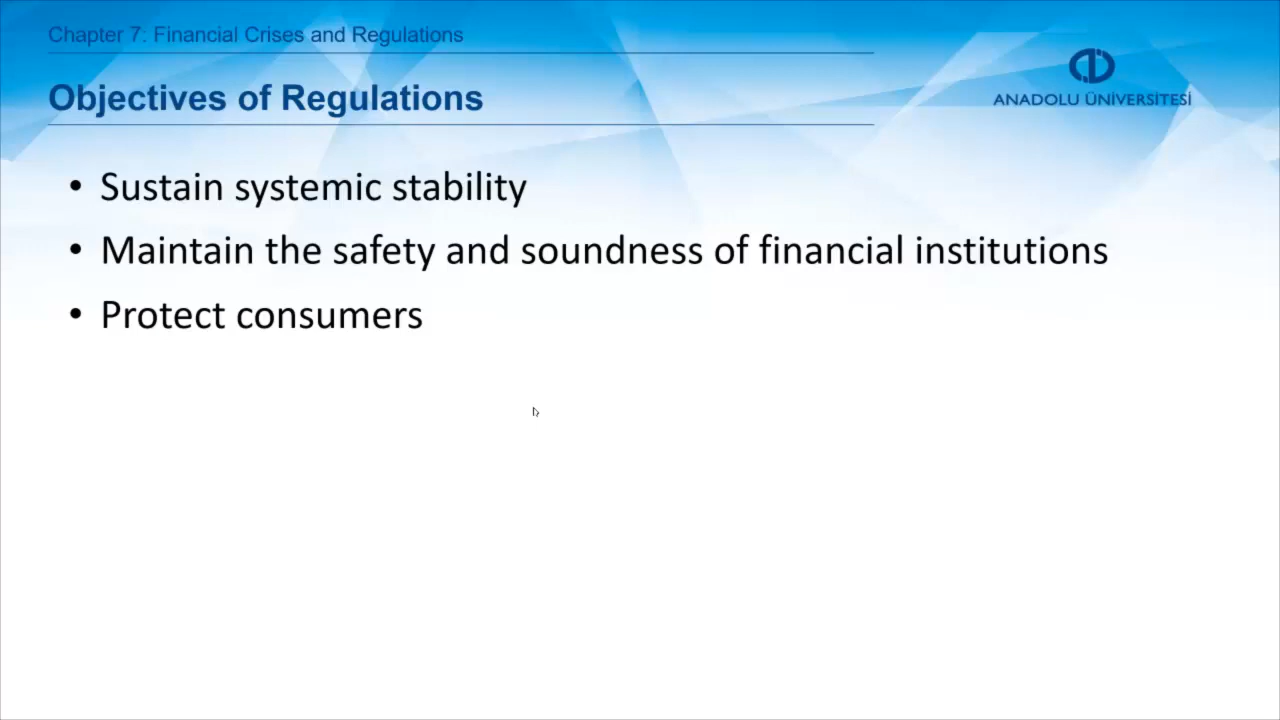 Chapter 7: Financial Crises and Regulations
Objectives of Regulations
ANADOLU ÜNİVERSİTESİ
• Sustain systemic stability
• Maintain the safety and soundness of financial institutions
• Protect consumers